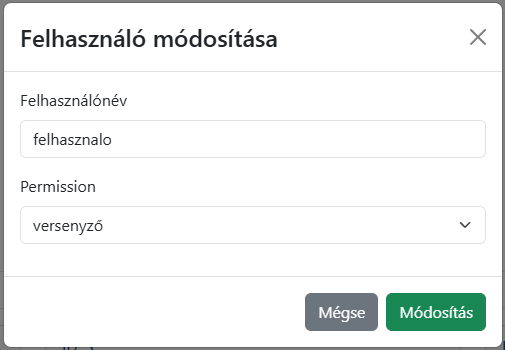 Felhasználó módosítása
Felhasználónév
felhasznalo
Permission
versenyző
Mégse
Módosítás